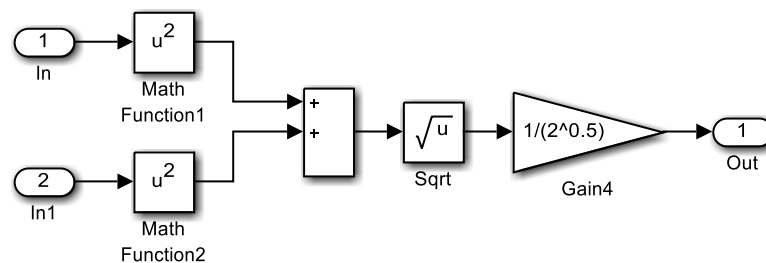 1
In
u2
Math
Function1
2
In1
u2
Math
Function2
+
+
√u
Sqrt
1/(2^0.5)
Gain4
1
Out